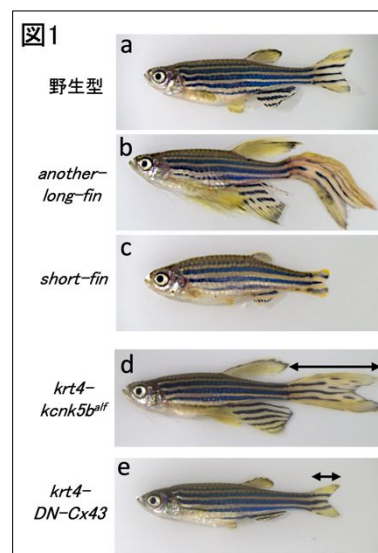 図1
a
野生型
b
another-
long-fin
c
short-fin
d
krt4-
kcnk5b^alf
e
krt4-
DN-Cx43